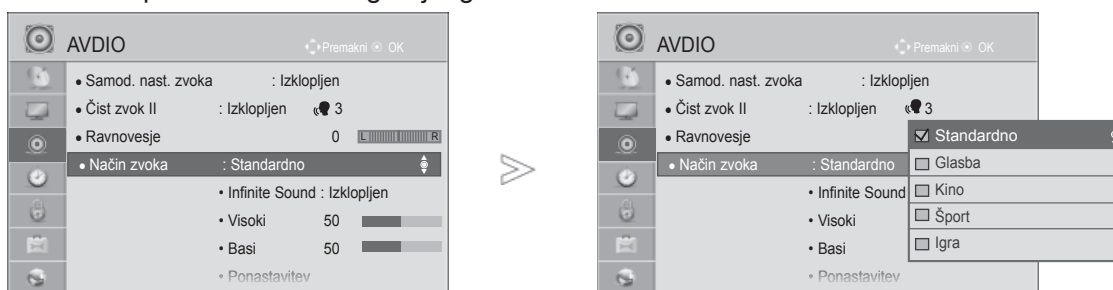 AVDIO
Premakni OK
• Samod. nast. zvoka : Izklopljen
• Čist zvok II : Izklopljen 3
• Ravnovesje 0 L R
• Način zvoka : Standardno
• Infinite Sound : Izklopljen
• Visoki 50
• Basi 50
• Ponastavitev
>
AVDIO
Premakni OK
• Samod. nast. zvoka : Izklopljen
• Čist zvok II : Izklopljen 3
• Ravnovesje
• Način zvoka : Standardno
• Infinite Sound
• Visoki
• Basi
• Ponastavitev
Standardno
Glasba
Kino
Šport
Igra